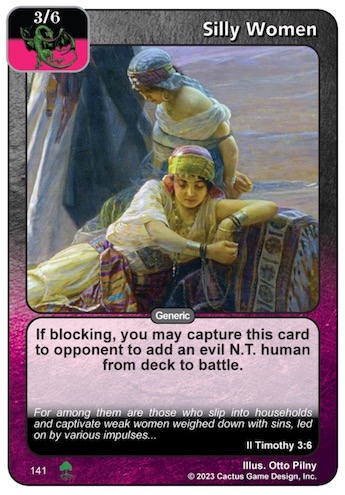 3/6
Silly Women
Generic
If blocking, you may capture this card
to opponent to add an evil N.T. human
from deck to battle.
For among them are those who slip into households
and captivate weak women weighed down with sins, led
on by various impulses...
II Timothy 3:6
Illus. Otto Pilny
141
© 2023 Cactus Game Design, Inc.